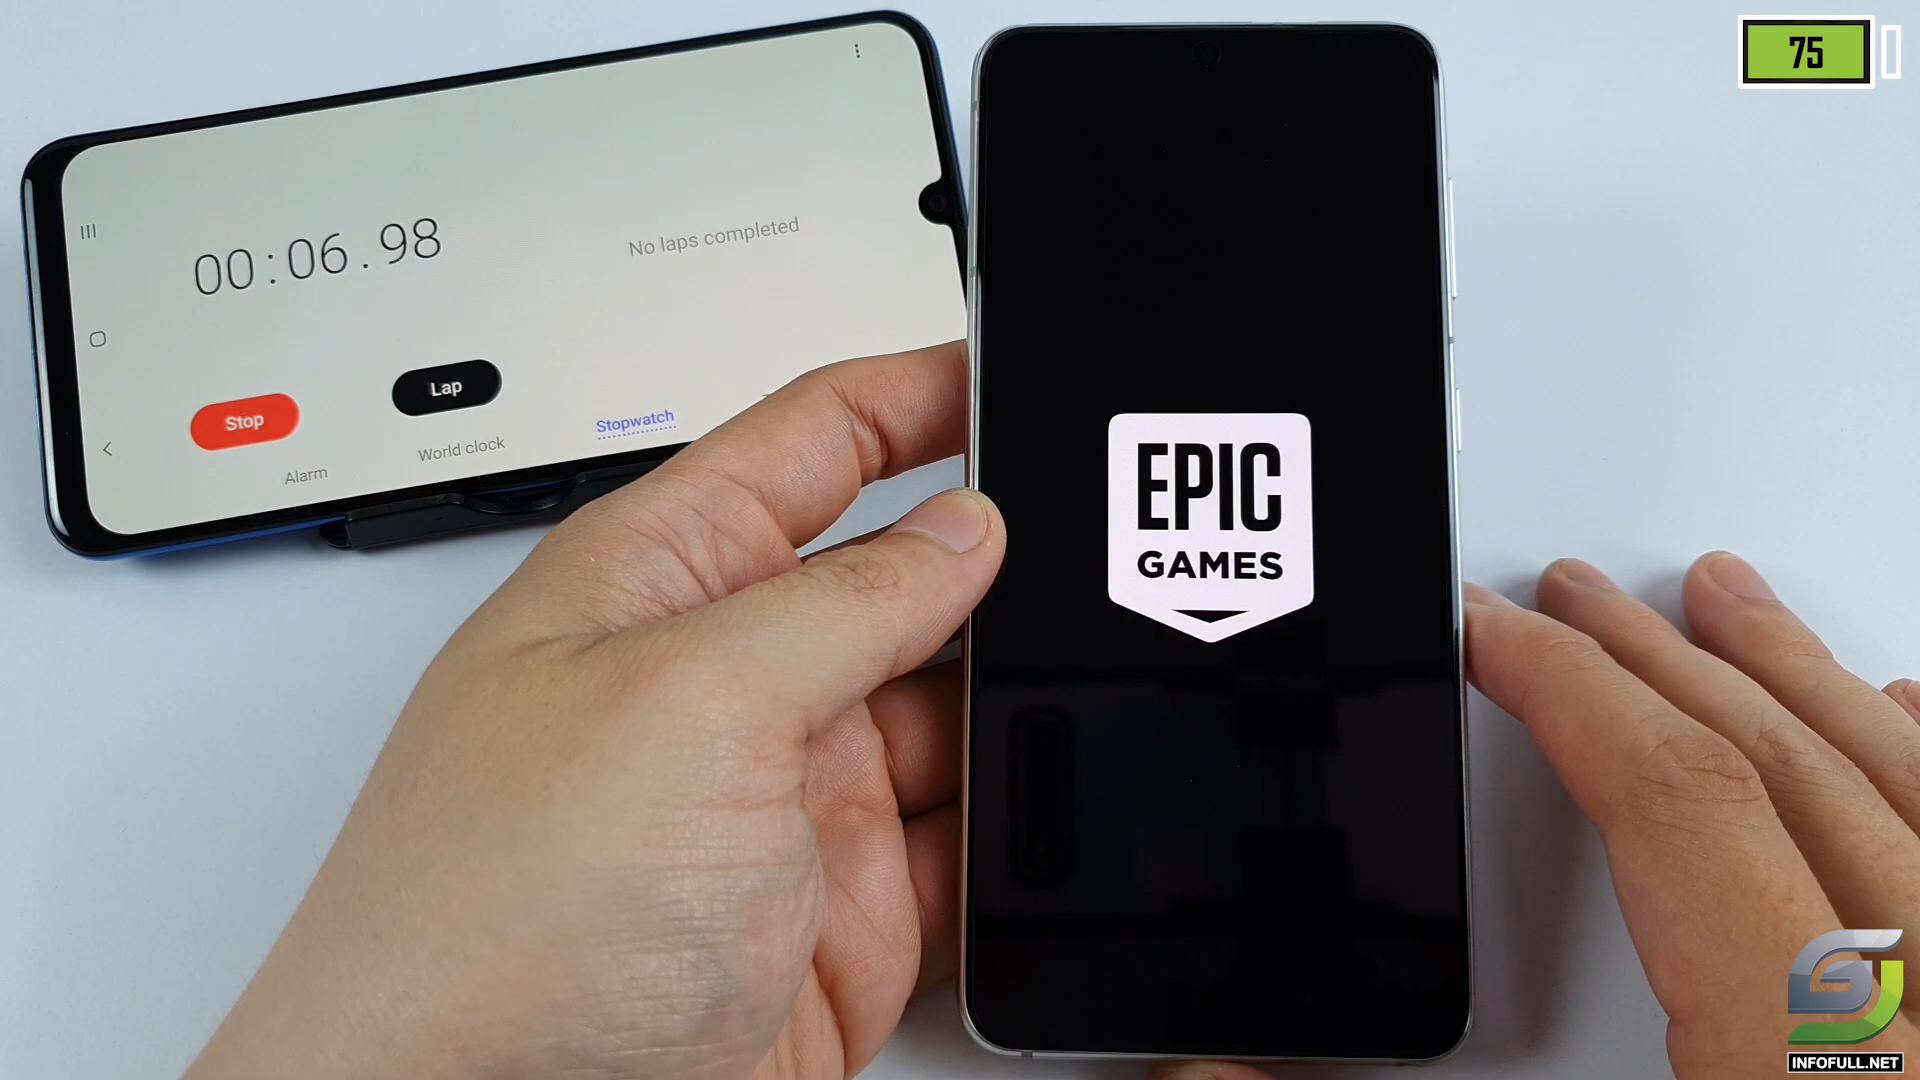 75
00:06.98
No laps completed
Stop
Lap
Alarm
World clock
Stopwatch
EPIC
GAMES
INFOFULL.NET